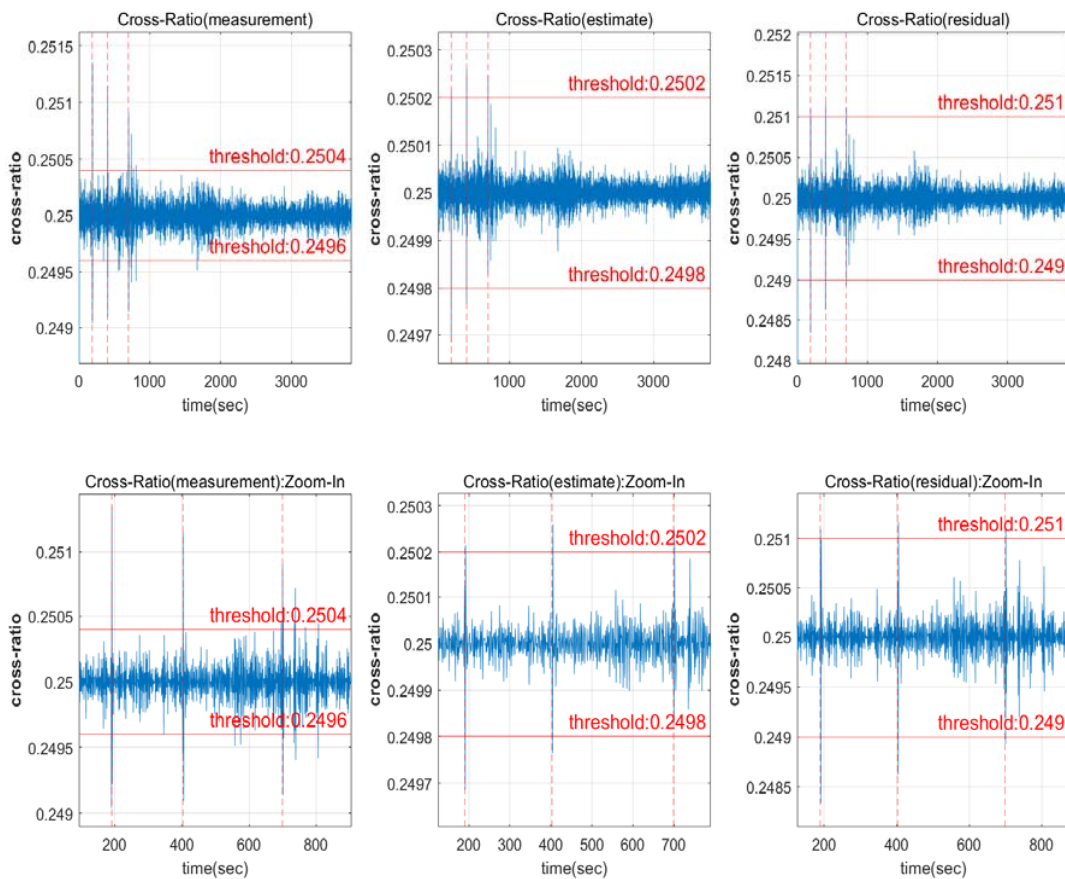 Cross-Ratio(measurement)
0.2515
0.251
0.2505
0.25
0.2495
0.249
cross-ratio
threshold:0.2504
threshold:0.2496
0
1000
2000
3000
time(sec)
Cross-Ratio(estimate)
0.2503
0.2502
0.2501
0.25
0.2499
0.2498
0.2497
cross-ratio
threshold:0.2502
threshold:0.2498
1000
2000
3000
time(sec)
Cross-Ratio(residual)
0.252
0.2515
0.251
0.2505
0.25
0.2495
0.249
0.2485
0.248
cross-ratio
threshold:0.251
threshold:0.249
0
1000
2000
3000
time(sec)
Cross-Ratio(measurement):Zoom-In
0.251
0.2505
0.25
0.2495
0.249
cross-ratio
threshold:0.2504
threshold:0.2496
200
400
600
800
time(sec)
Cross-Ratio(estimate):Zoom-In
0.2503
0.2502
0.2501
0.25
0.2499
0.2498
0.2497
cross-ratio
threshold:0.2502
threshold:0.2498
200
300
400
500
600
700
time(sec)
Cross-Ratio(residual):Zoom-In
0.251
0.2505
0.25
0.2495
0.249
0.2485
cross-ratio
threshold:0.251
threshold:0.249
200
400
600
800
time(sec)